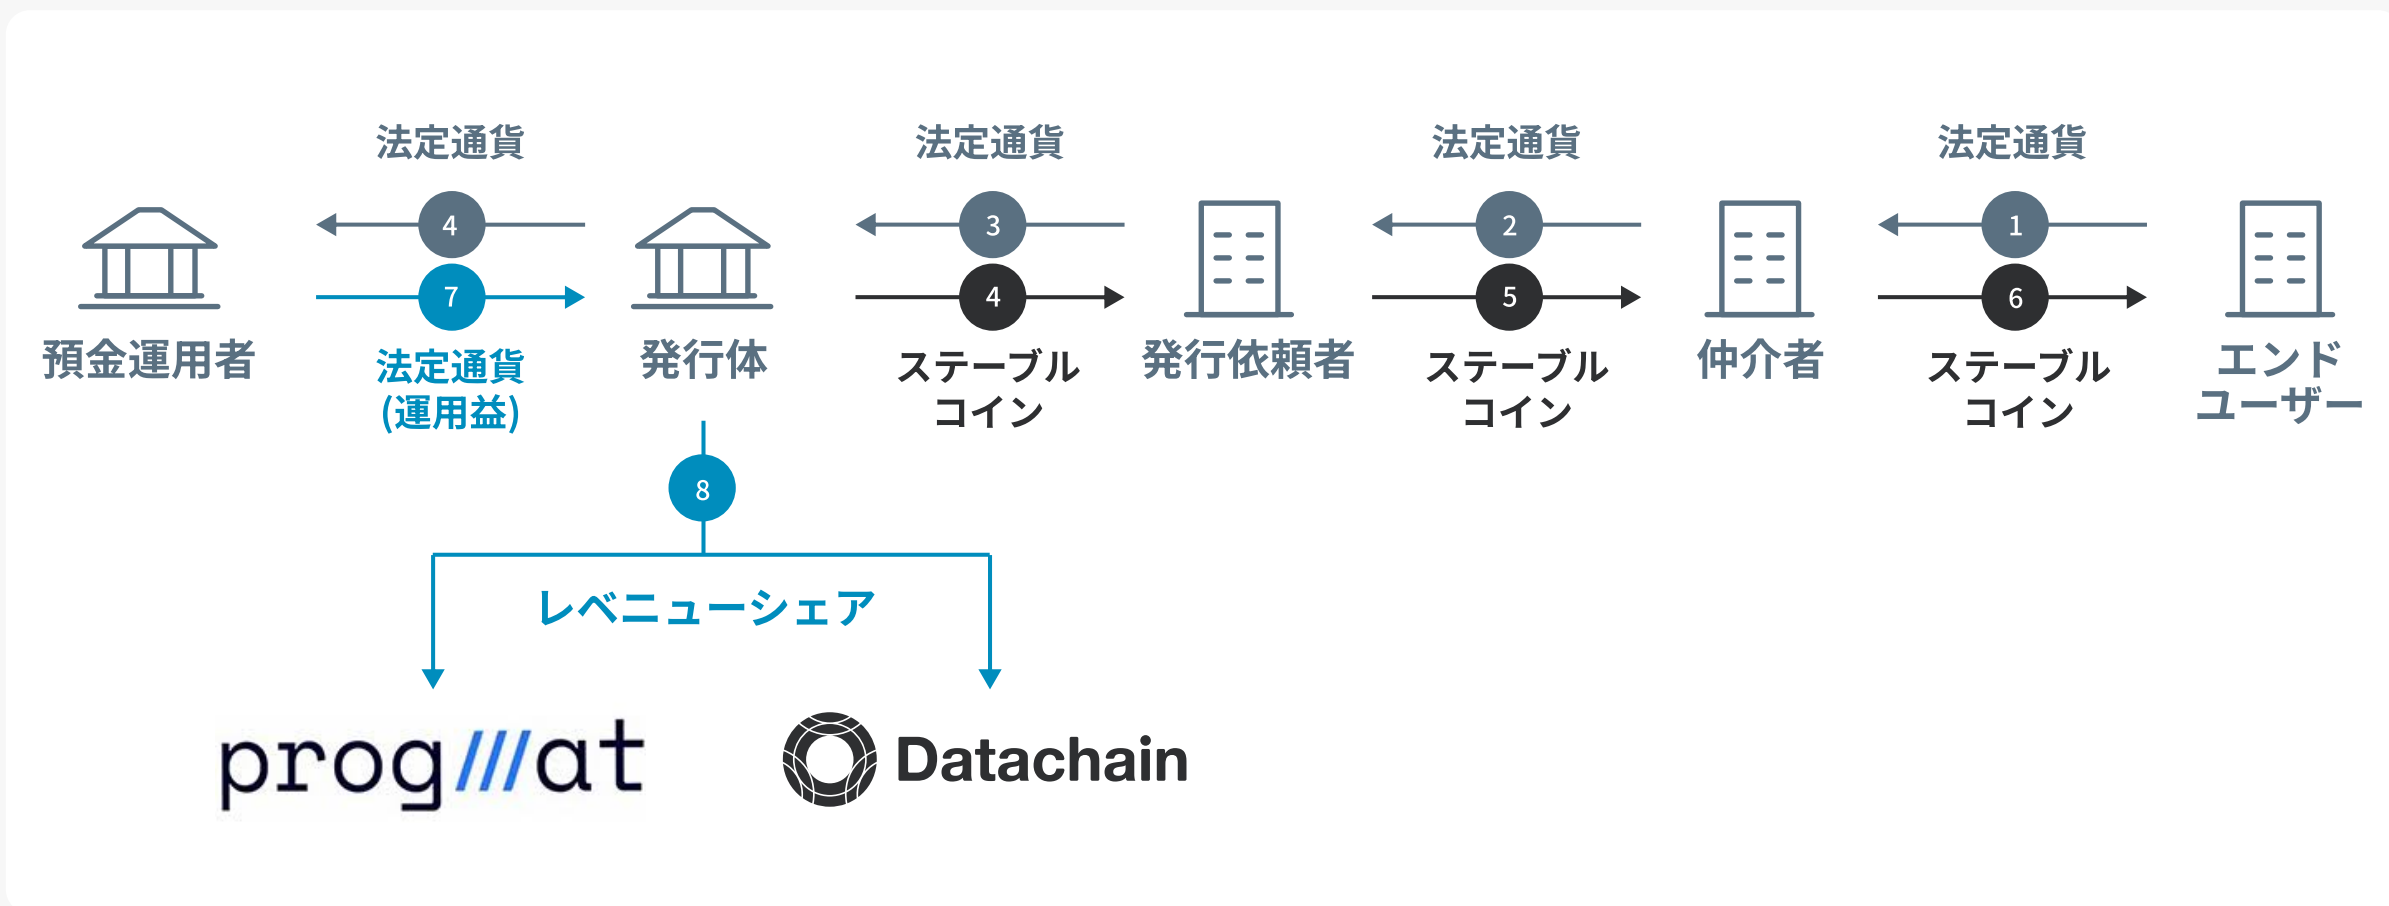 法定通貨
法定通貨
法定通貨
法定通貨
4
3
2
1
7
4
5
6
預金運用者
発行体
発行依頼者
仲介者
エンド
ユーザー
法定通貨
(運用益)
ステーブル
コイン
ステーブル
コイン
ステーブル
コイン
8
レベニューシェア
progmat
Datachain